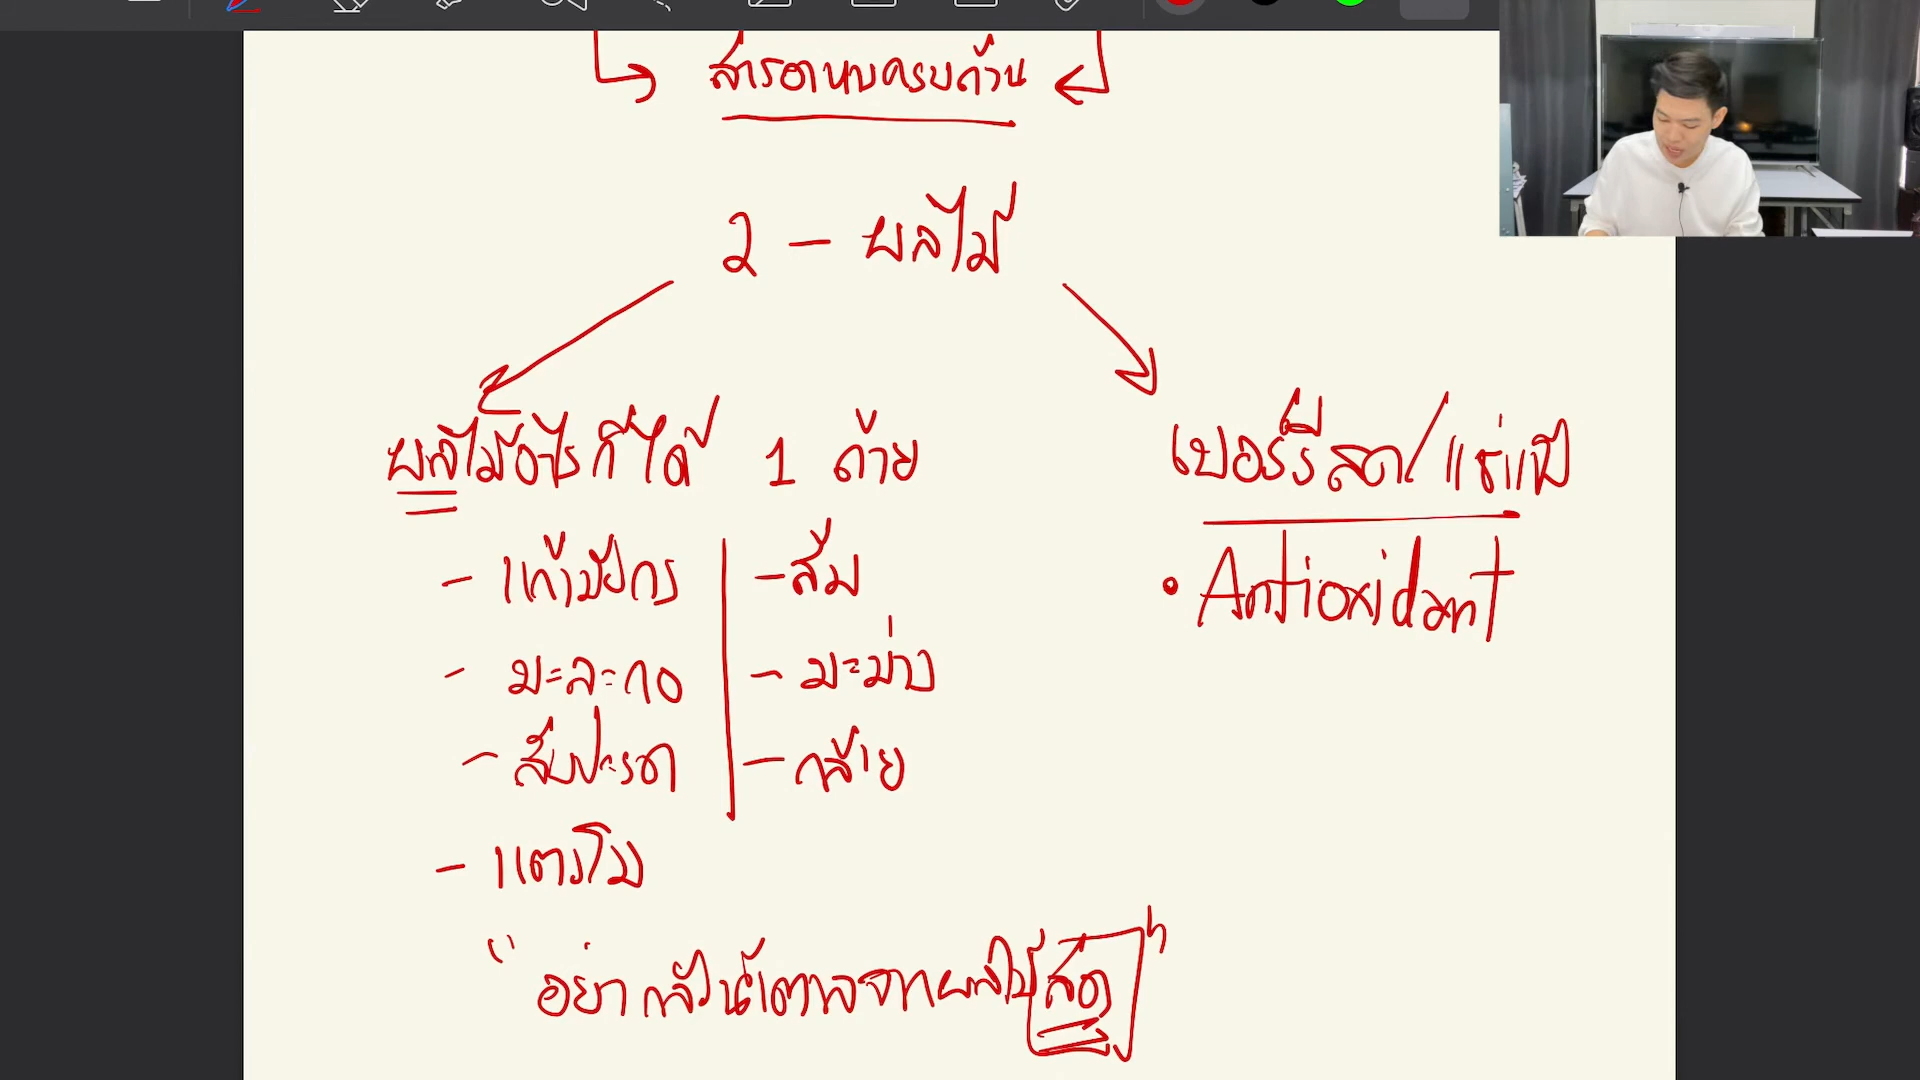 สารอาหารครบถ้วน
2 - ผลไม้
ผลไม้อะไรก็ได้ 1 ถ้วย
- แก้วมังกร
- มะละกอ
- สับปะรด
- แตงโม
- ส้ม
- มะม่วง
- กล้วย
เบอร์รี่สด/แช่แข็ง
• Antioxidant
"อย่ากลัวน้ำตาลจากผลไม้สด"